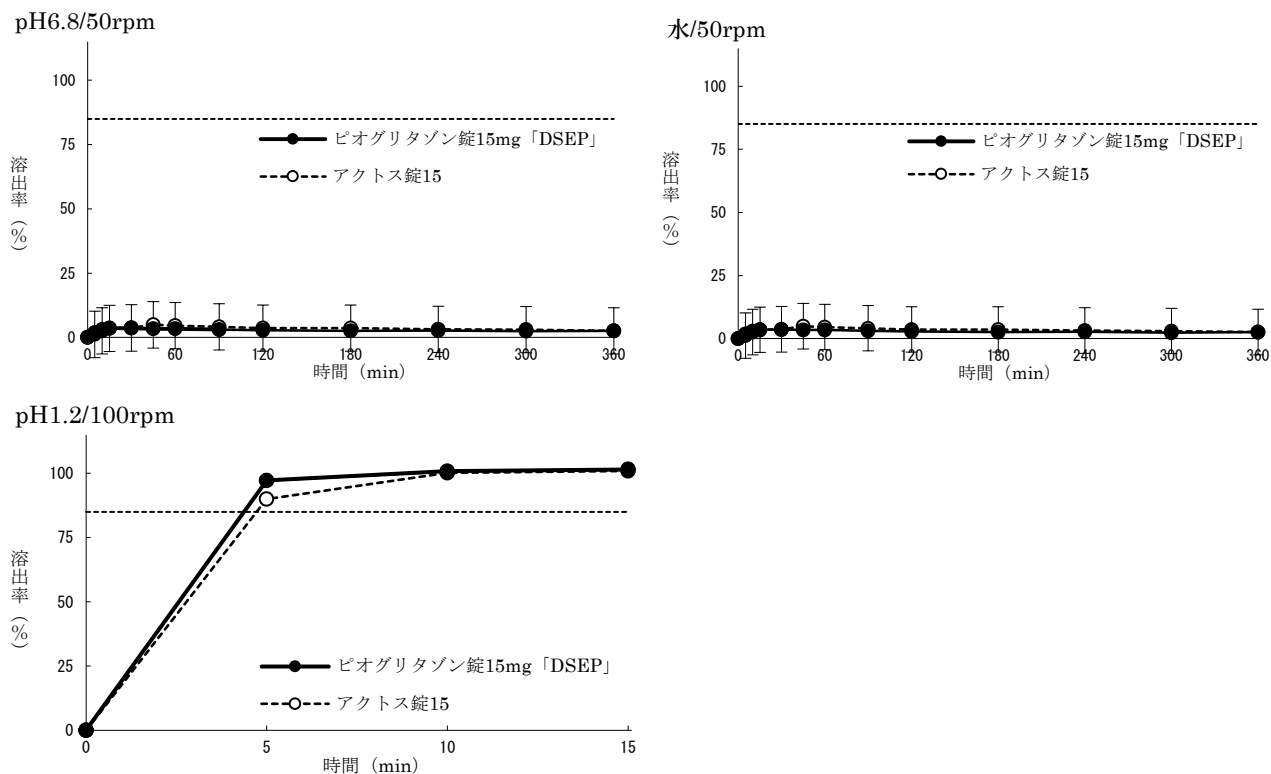 pH6.8/50rpm
100
75
50
25
0
溶出率（%）
ピオグリタゾン錠15mg「DSEP」
アクトス錠15
0 60 120 180 240 300 360
時間（min）
水/50rpm
100
75
50
25
0
溶出率（%）
ピオグリタゾン錠15mg「DSEP」
アクトス錠15
0 60 120 180 240 300 360
時間（min）
pH1.2/100rpm
100
75
50
25
0
溶出率（%）
ピオグリタゾン錠15mg「DSEP」
アクトス錠15
0 5 10 15
時間（min）